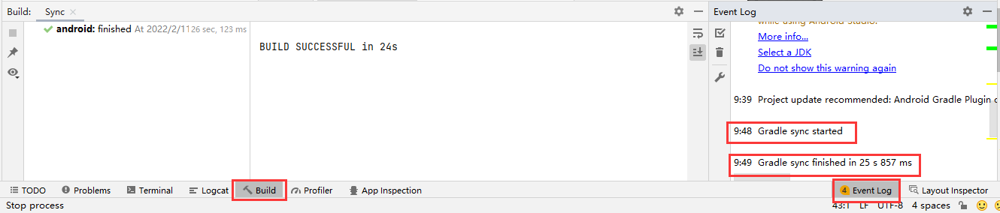 Build: Sync
android: finished At 2022/2/11 26 sec, 123 ms
BUILD SUCCESSFUL in 24s
Event Log
while using Android Studio.
More info...
Select a JDK
Do not show this warning again
9:39 Project update recommended: Android Gradle Plugin
9:48 Gradle sync started
9:49 Gradle sync finished in 25 s 857 ms
TODO Problems Terminal Logcat Build Profiler App Inspection 4 Event Log Layout Inspector
Stop process 43:1 LF UTF-8 4 spaces